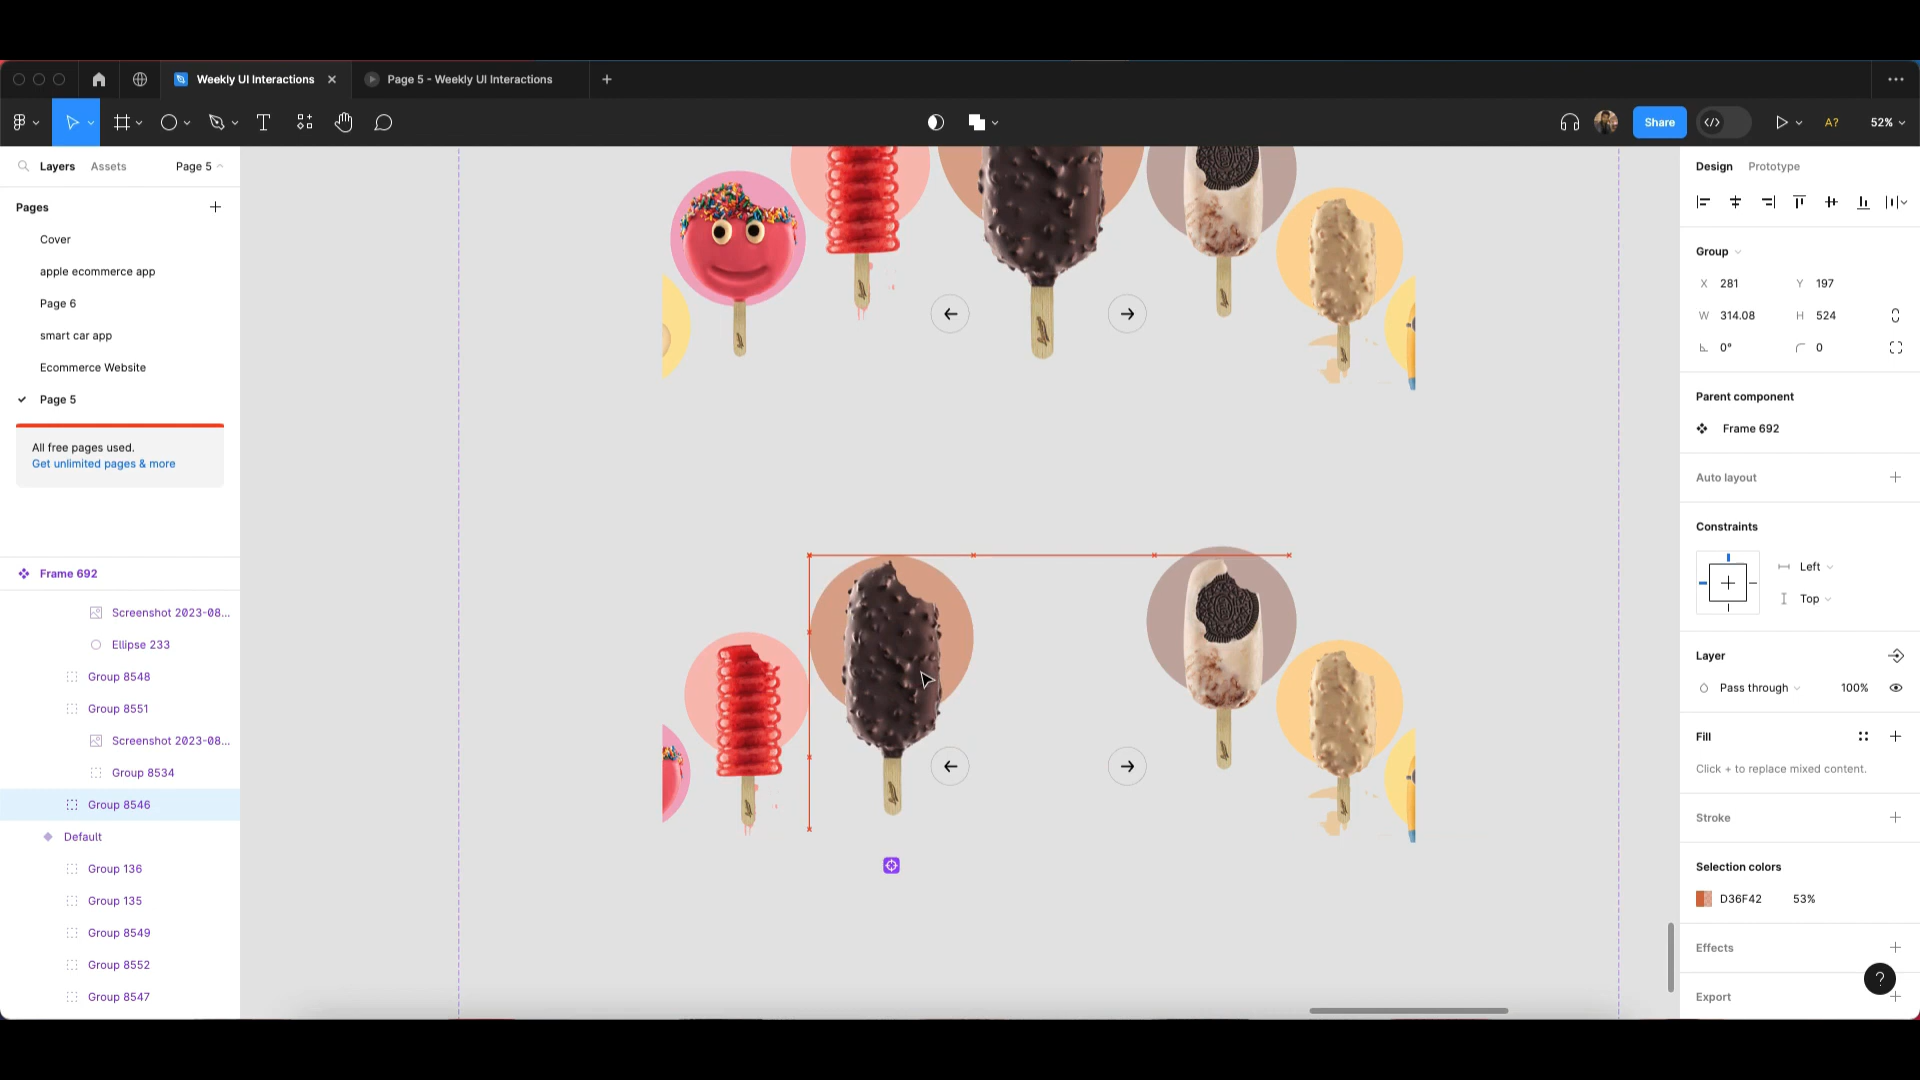 Weekly UI Interactions
Page 5 - Weekly UI Interactions
Share
A?
52%
Layers
Assets
Page 5
Pages
Cover
apple ecommerce app
Page 6
smart car app
Ecommerce Website
Page 5
All free pages used.
Get unlimited pages & more
Frame 692
Screenshot 2023-08...
Ellipse 233
Group 8548
Group 8551
Screenshot 2023-08...
Group 8534
Group 8546
Default
Group 136
Group 135
Group 8549
Group 8552
Group 8547
Design
Prototype
Group
X 281
Y 197
W 314.08
H 524
0°
0
Parent component
Frame 692
Auto layout
Constraints
Left
Top
Layer
Pass through
100%
Fill
Click + to replace mixed content.
Stroke
Selection colors
D36F42 53%
Effects
?
Export